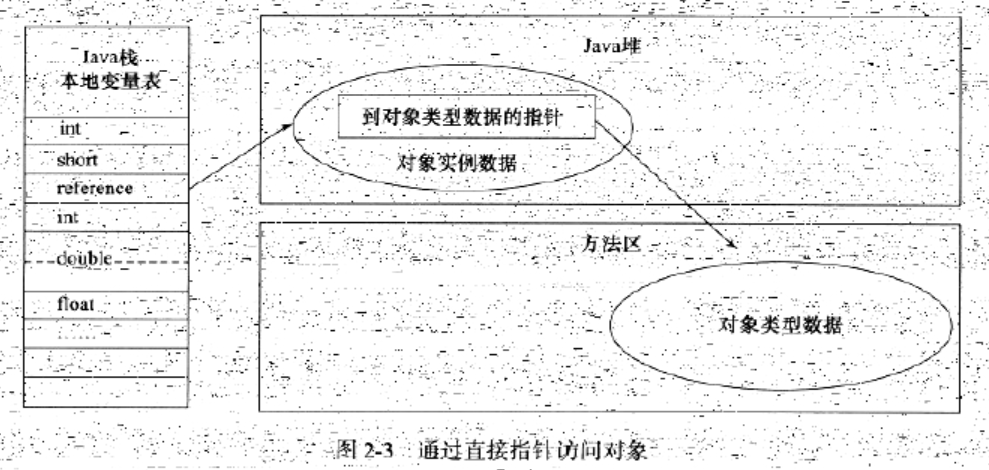 Java栈
本地变量表
int
short
reference
int
double
float
……
Java堆
到对象类型数据的指针
对象实例数据
方法区
对象类型数据
图 2-3 通过直接指针访问对象